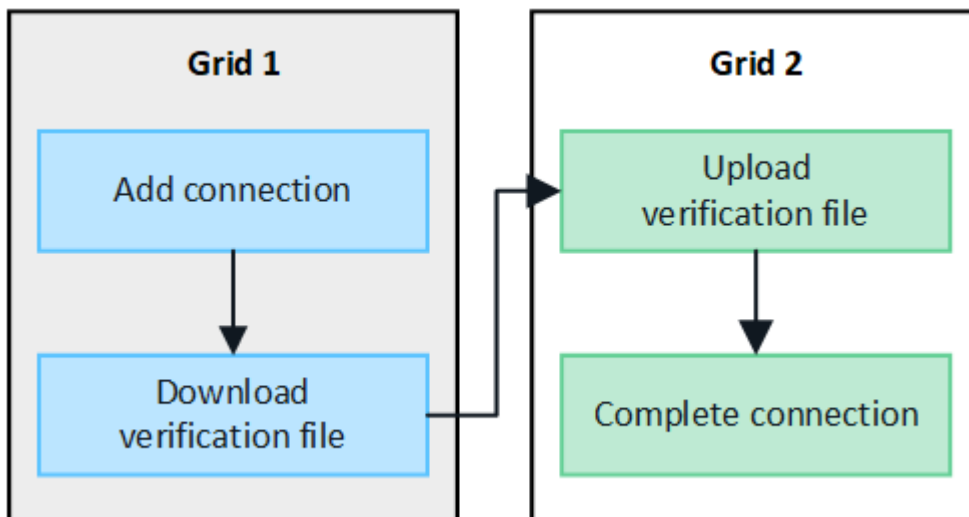 Grid 1
Add connection
Download
verification file
Grid 2
Upload
verification file
Complete connection